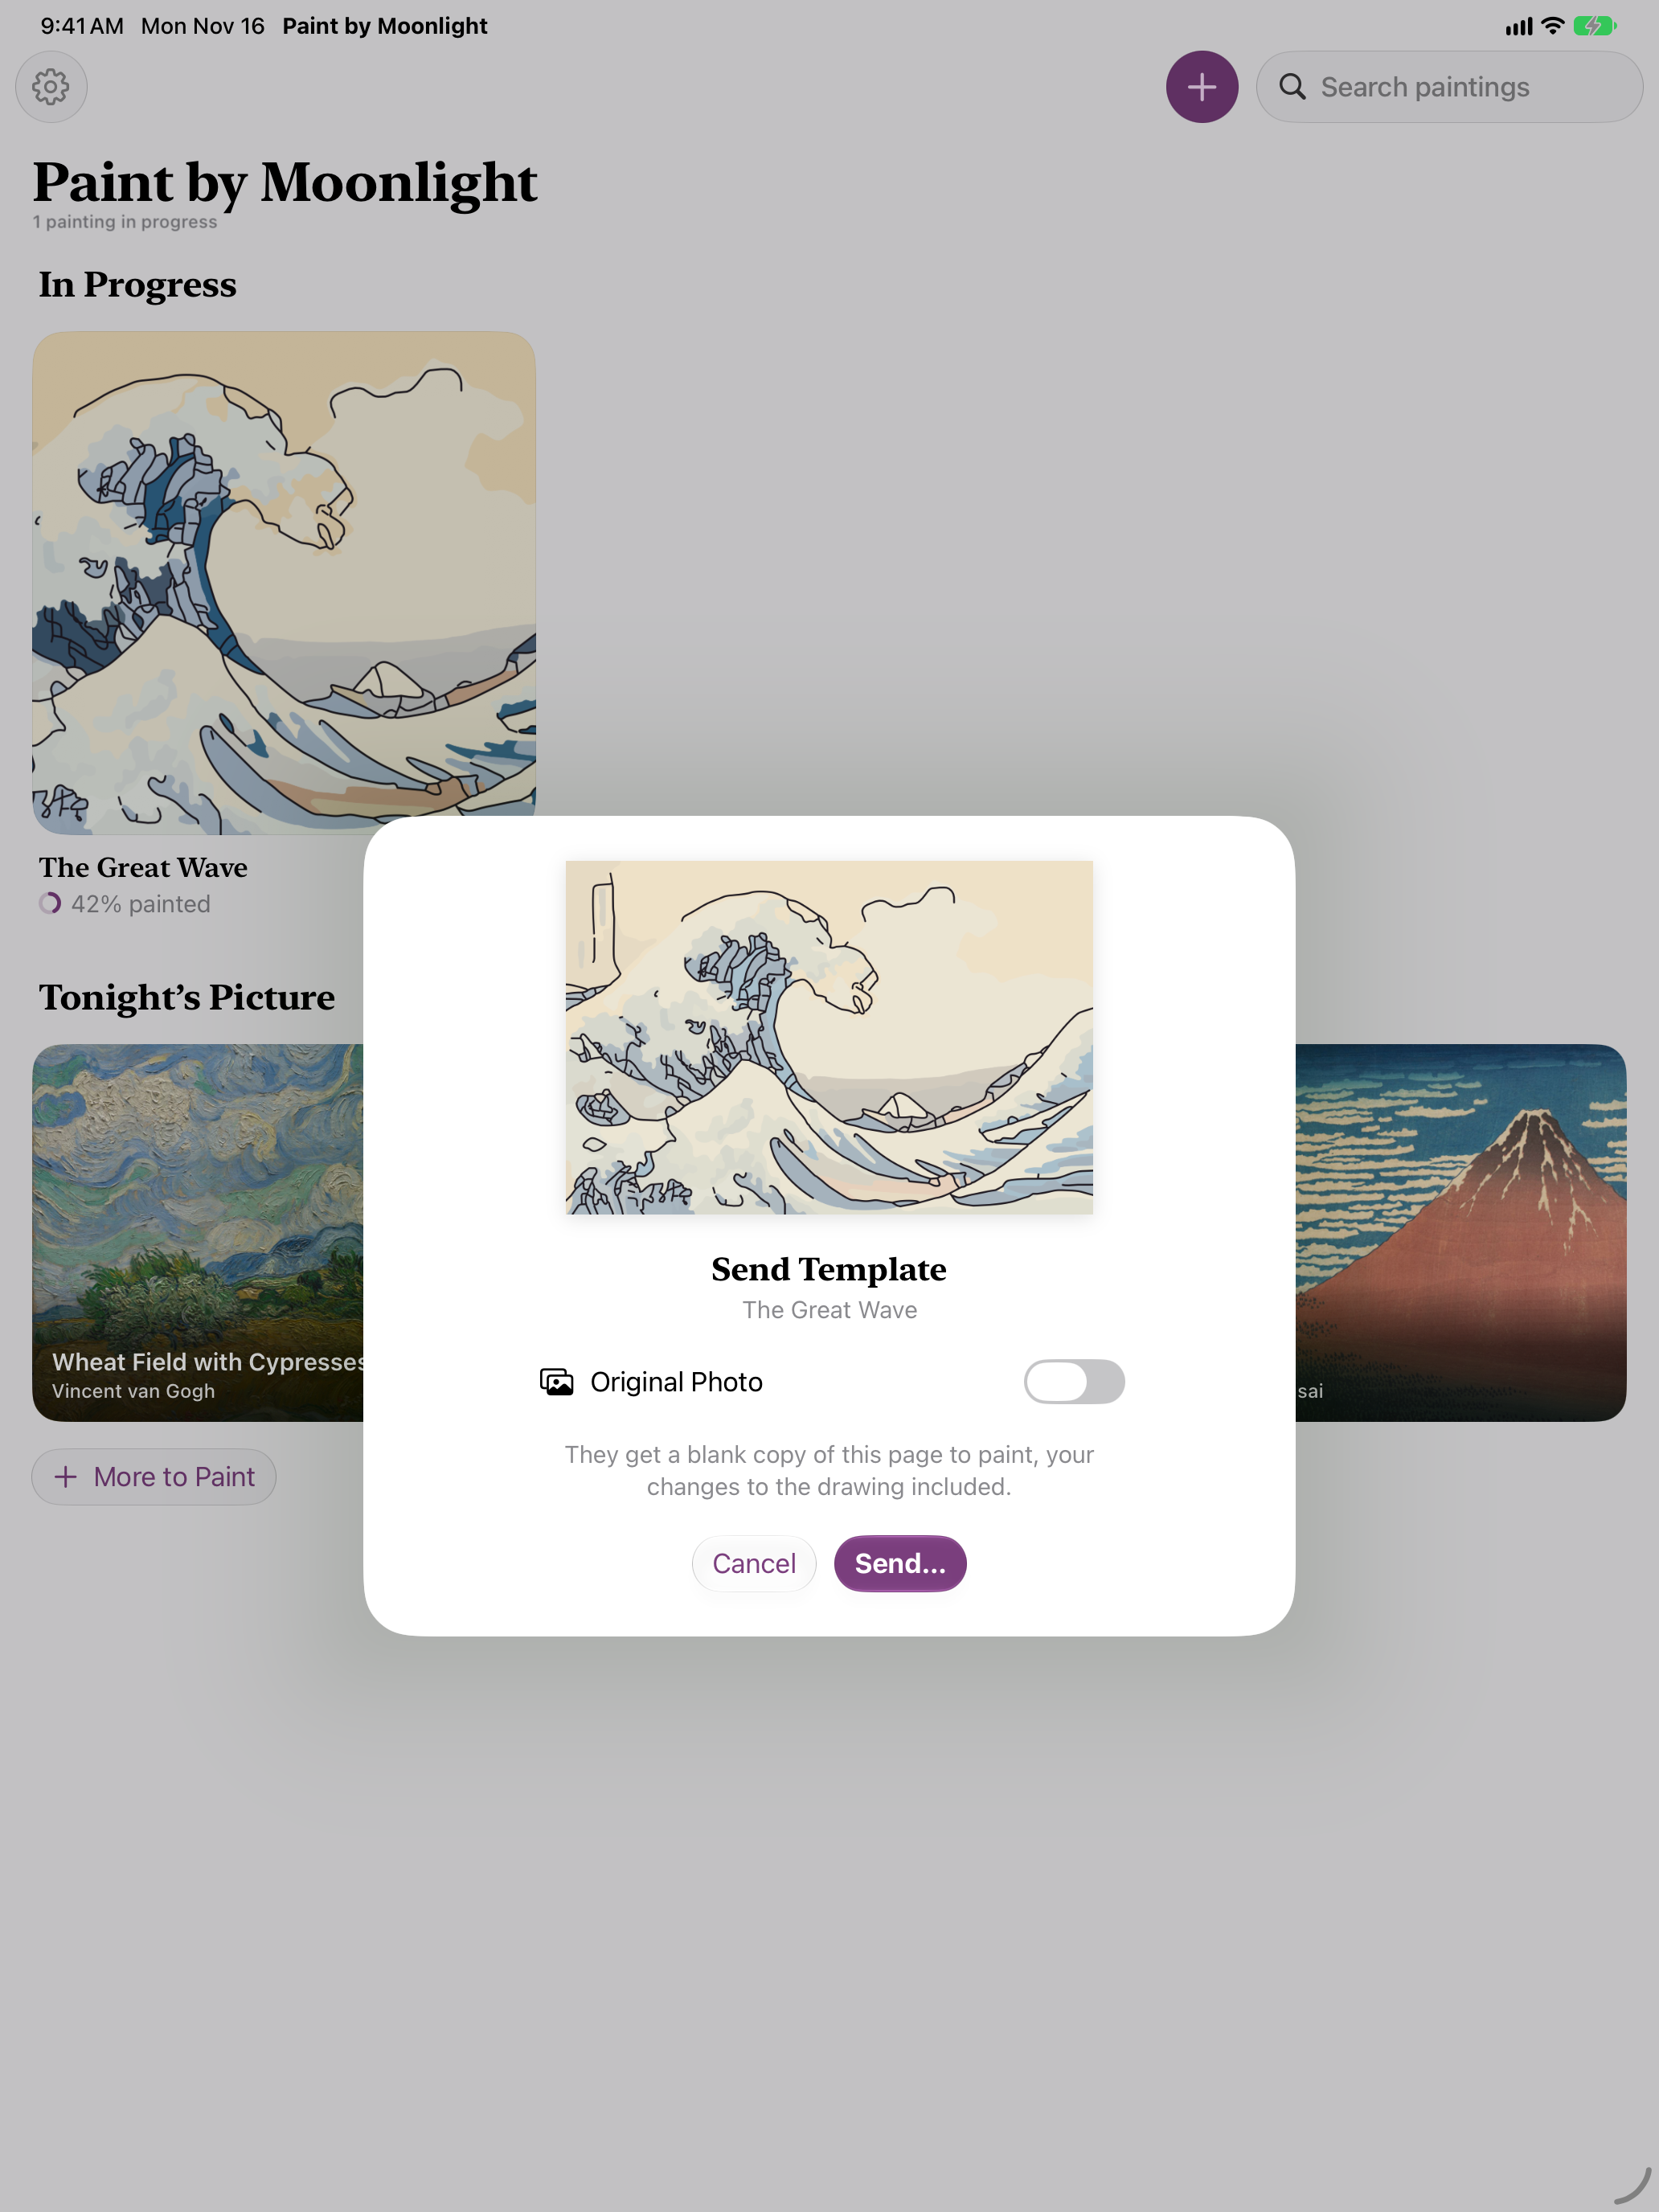 9:41 AM Mon Nov 16 Paint by Moonlight
Search paintings
Paint by Moonlight
1 painting in progress
In Progress
The Great Wave
42% painted
Tonight’s Picture
Wheat Field with Cypresses
Vincent van Gogh
sai
More to Paint
Send Template
The Great Wave
Original Photo
They get a blank copy of this page to paint, your
changes to the drawing included.
Cancel
Send...